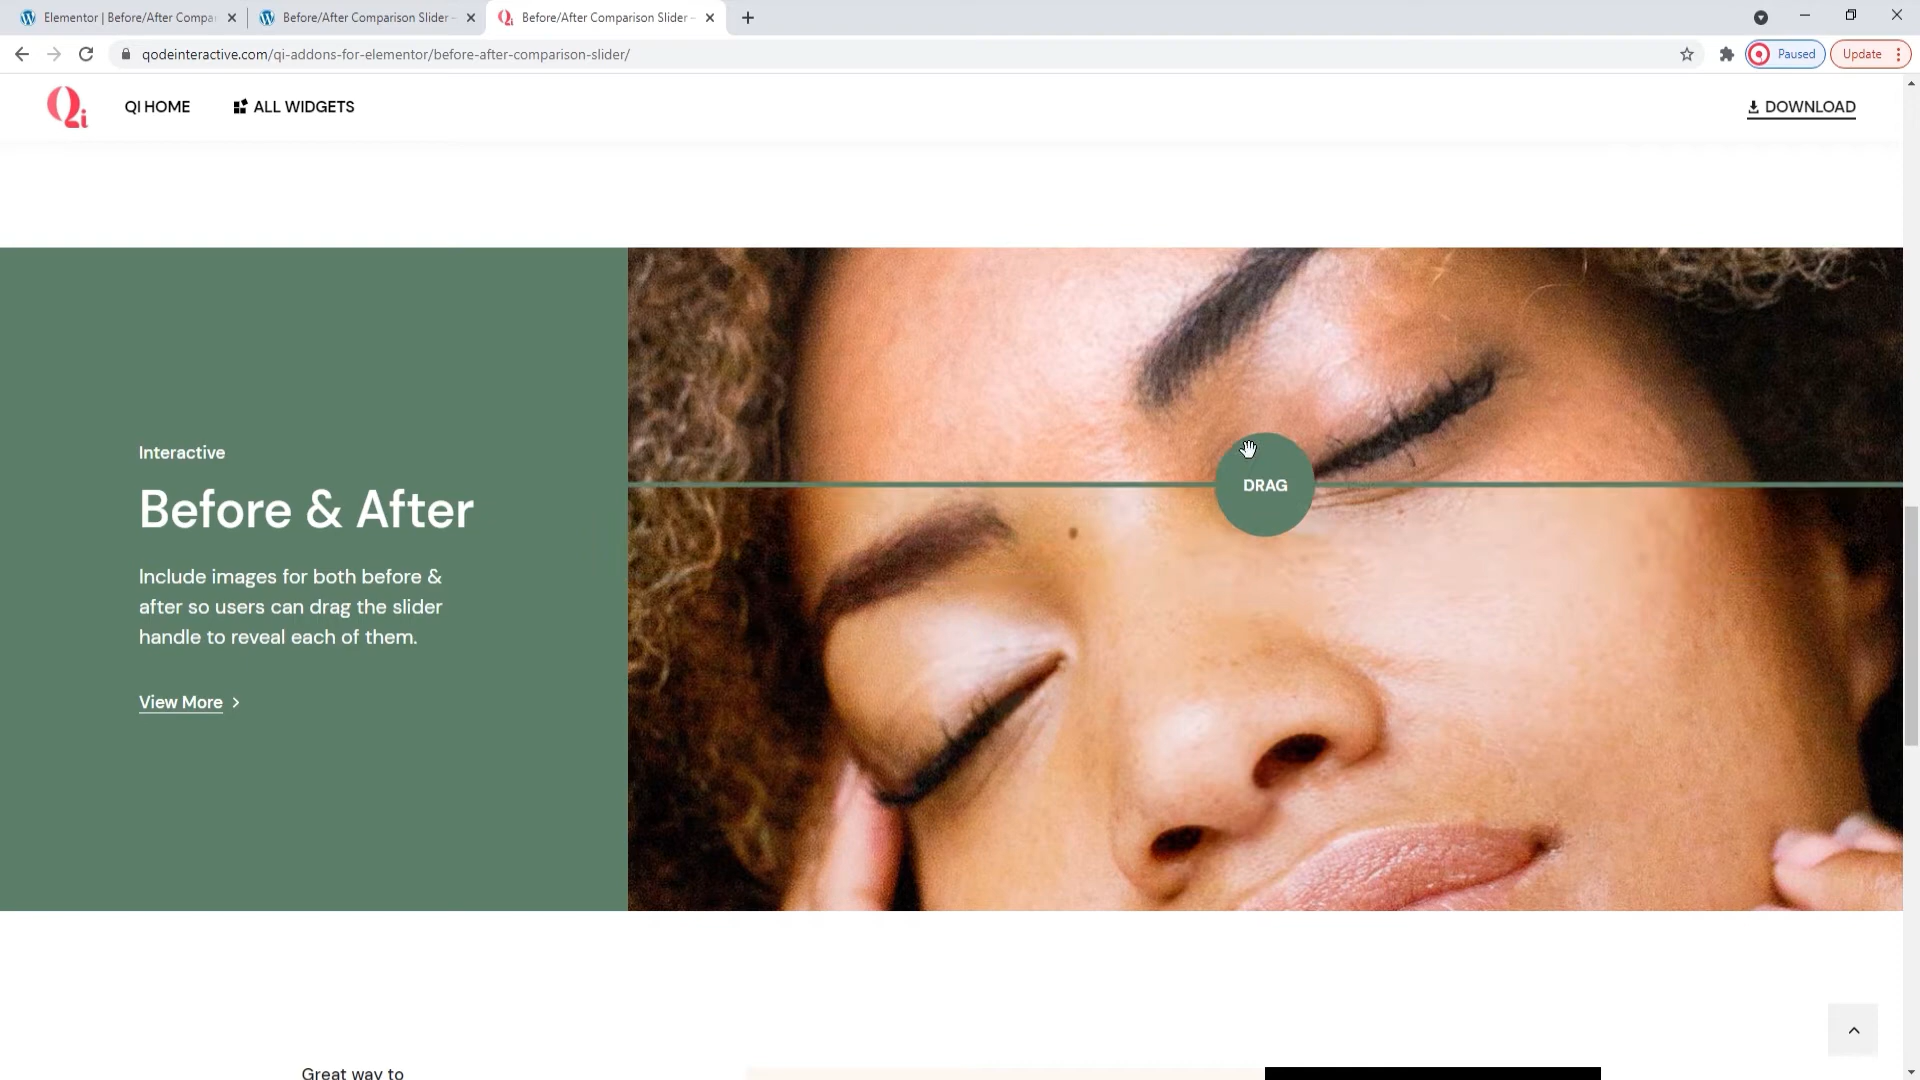 Elementor | Before/After Compa
Before/After Comparison Slider -
Before/After Comparison Slider -
qodeinteractive.com/qi-addons-for-elementor/before-after-comparison-slider/
Paused
Update
Qi
QI HOME
ALL WIDGETS
DOWNLOAD
Interactive
Before & After
Include images for both before &
after so users can drag the slider
handle to reveal each of them.
View More
DRAG
Great way to